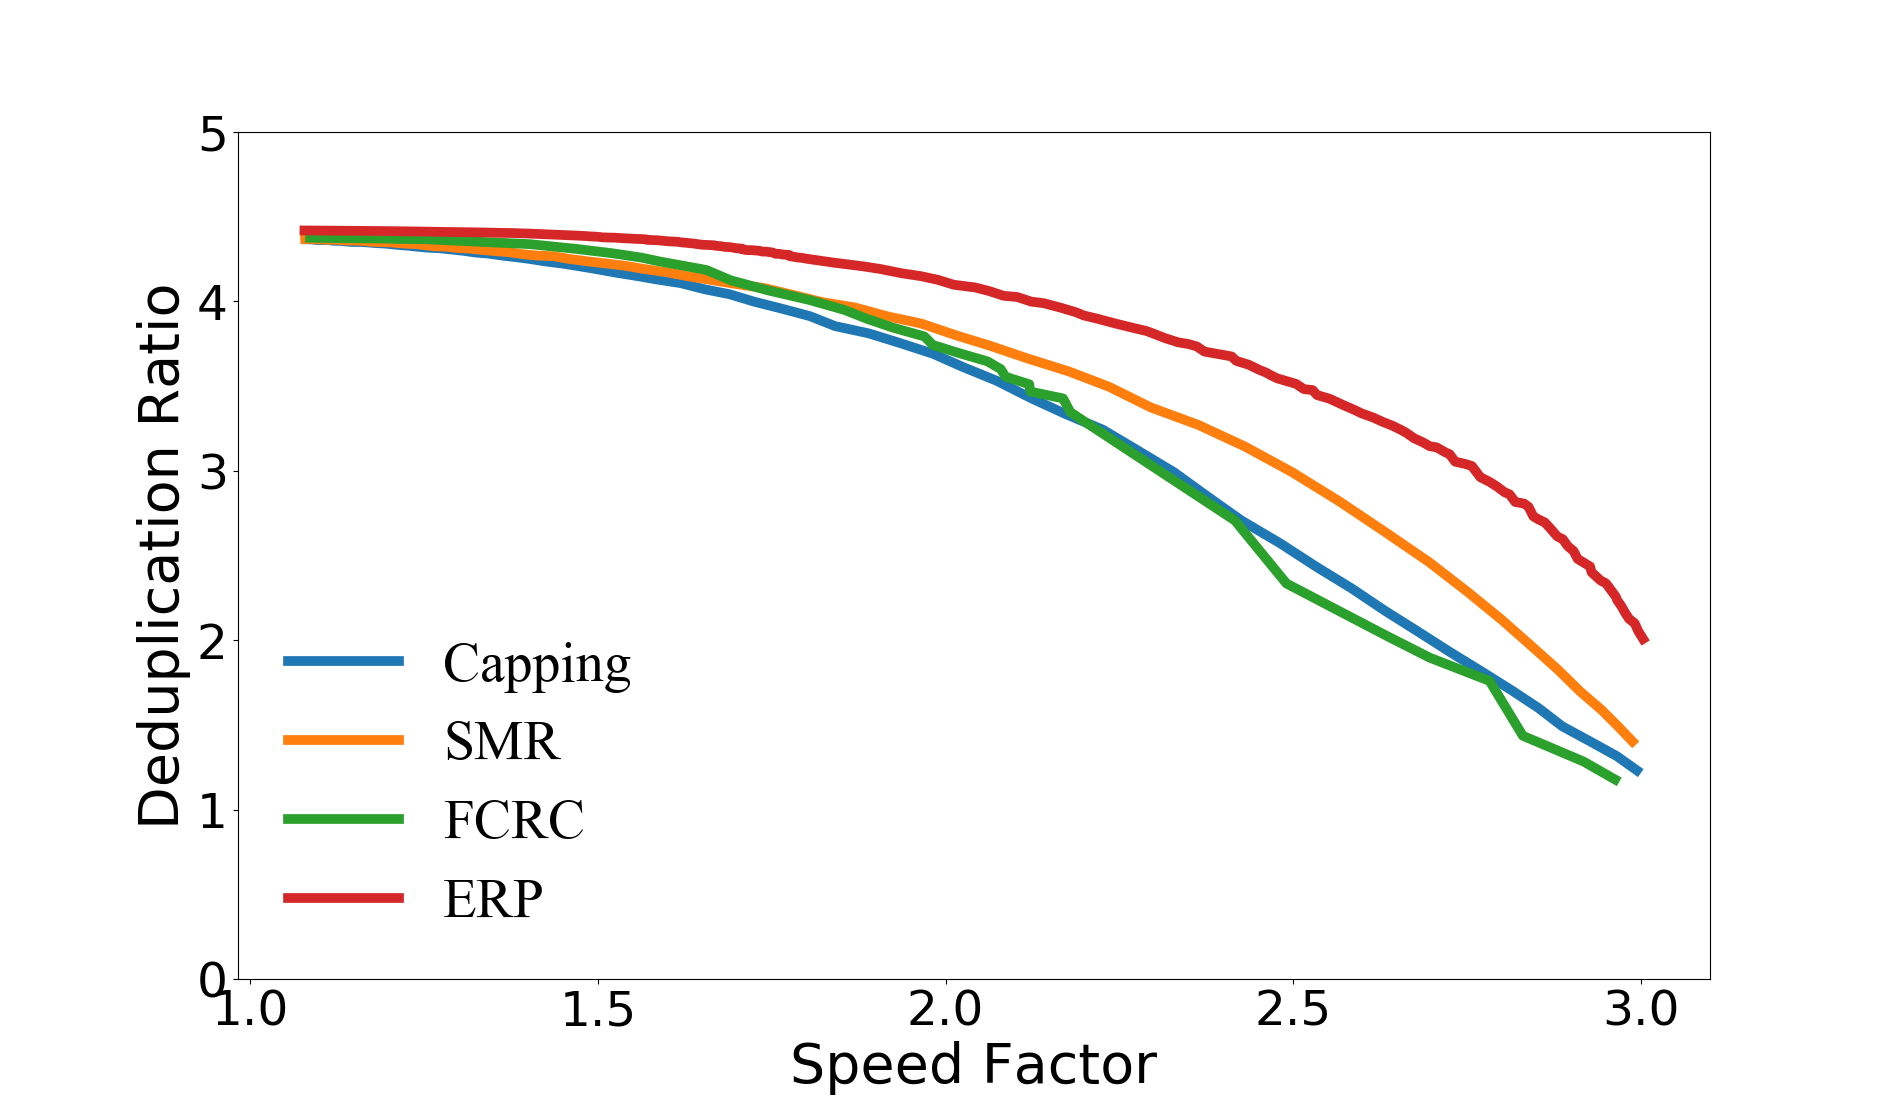 Deduplication Ratio
5
4
3
2
1
0
Capping
SMR
FCRC
ERP
1.0 1.5 2.0 2.5 3.0
Speed Factor